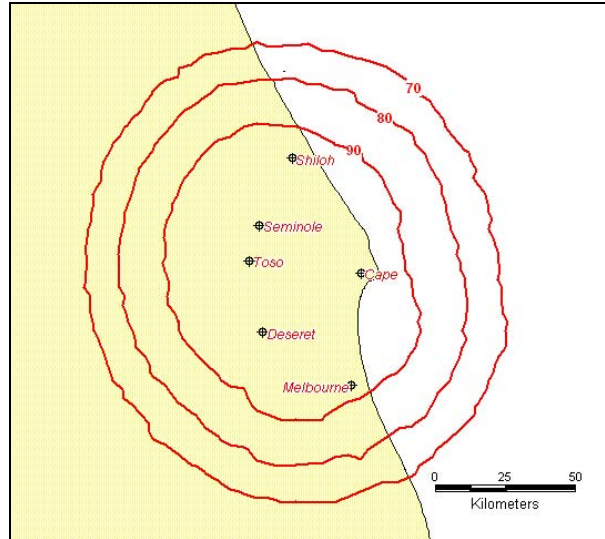 70
80
90
Shiloh
Seminole
Toso
Cape
Deseret
Melbourne
0 25 50
Kilometers